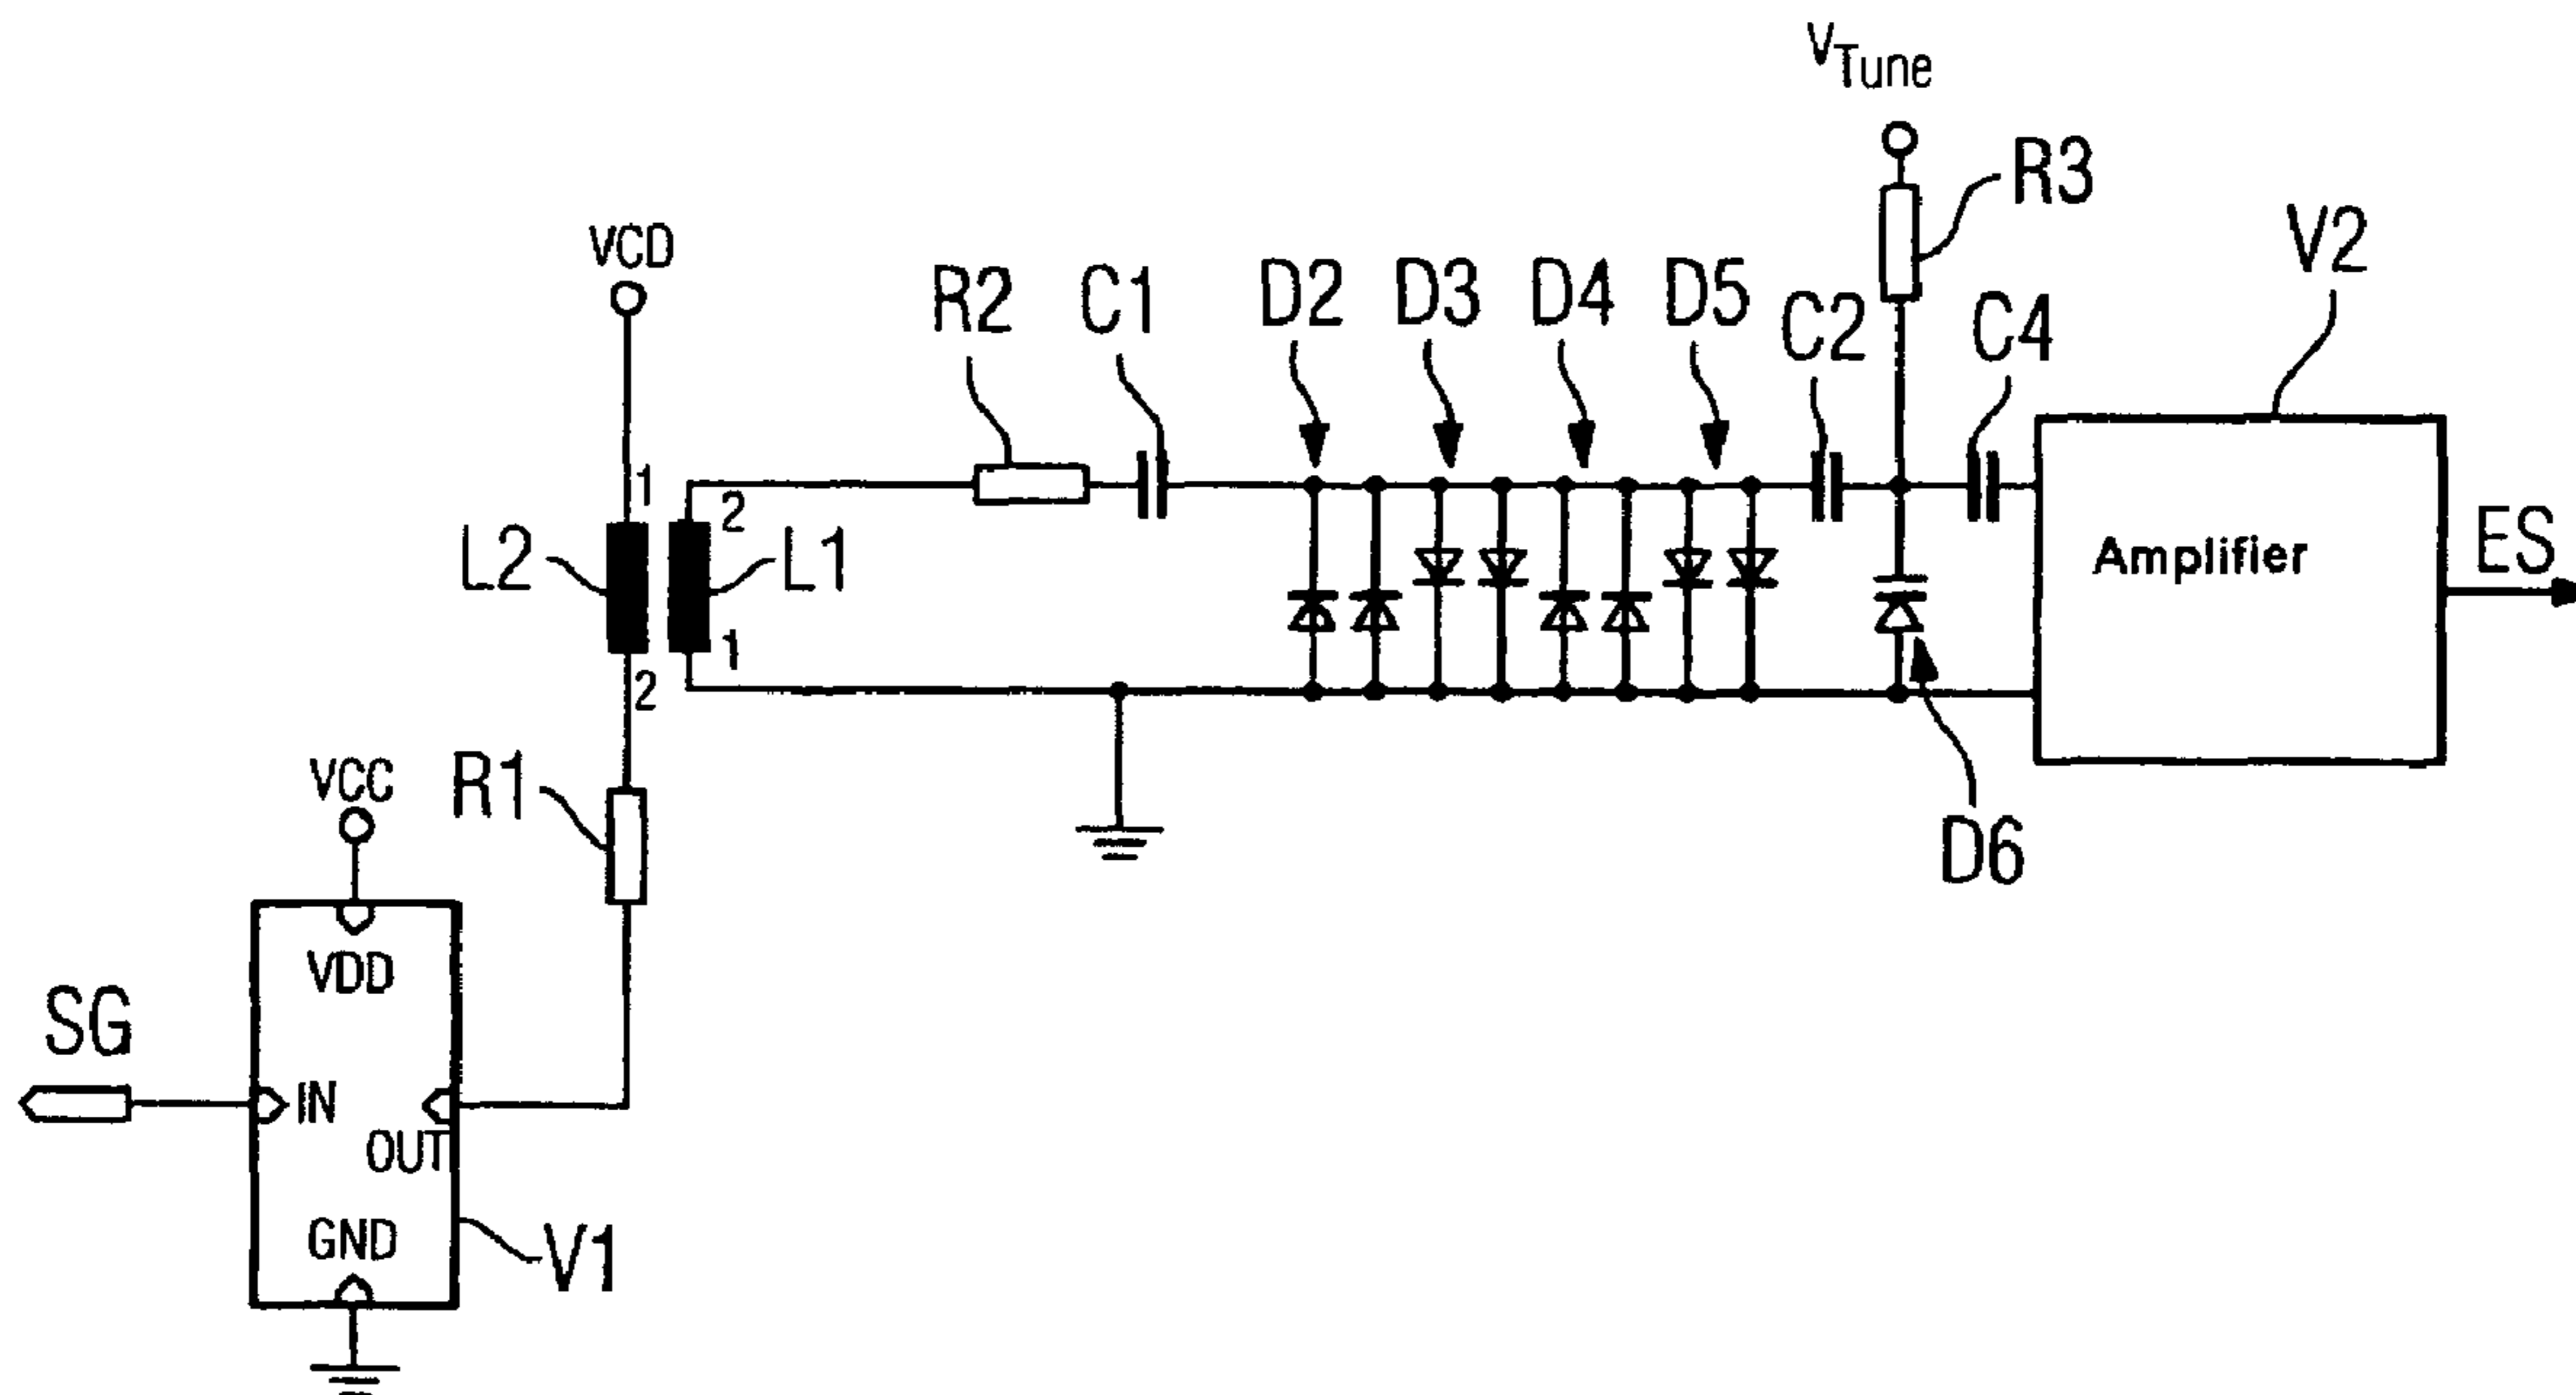 VTune
R3
V2
VCD
R2
C1
D2
D3
D4
D5
C2
C4
1
2
L2
L1
1
2
Amplifier
ES
D6
VCC
R1
VDD
SG
IN
OUT
GND
V1